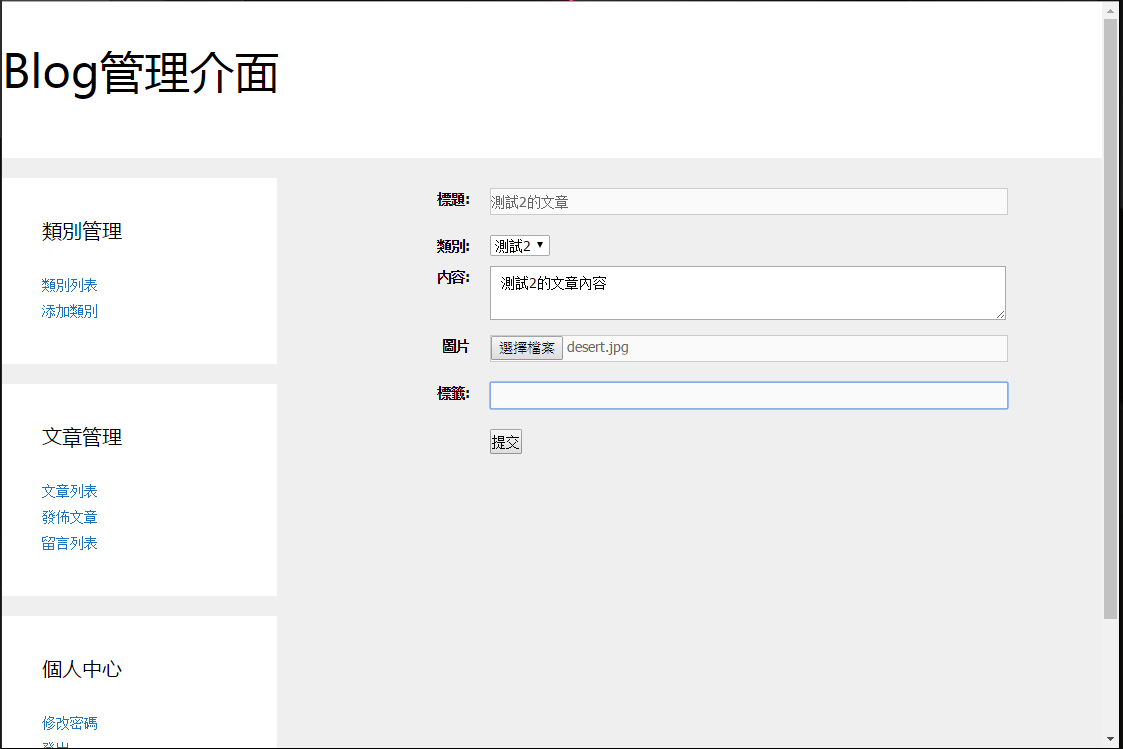 Blog管理介面
類別管理
類別列表
添加類別
文章管理
文章列表
發佈文章
留言列表
個人中心
修改密碼
登出
標題: 測試2的文章
類別: 測試2
內容: 測試2的文章內容
圖片 選擇檔案 desert.jpg
標籤:
提交